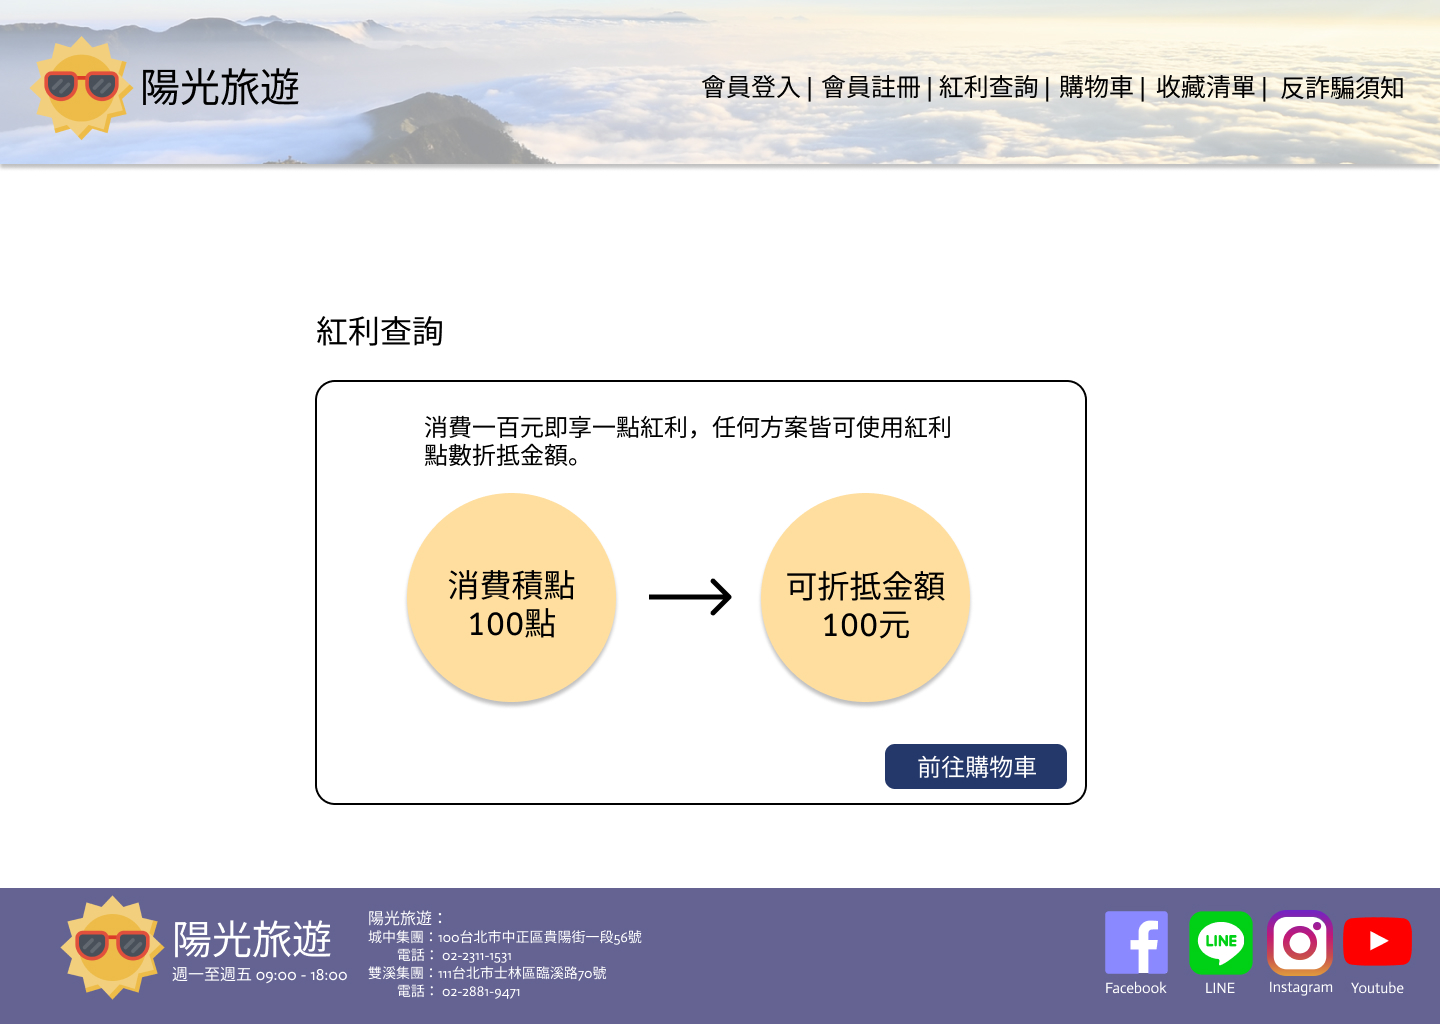 陽光旅遊
會員登入 | 會員註冊 | 紅利查詢 | 購物車 | 收藏清單 | 反詐騙須知
紅利查詢
消費一百元即享一點紅利，任何方案皆可使用紅利
點數折抵金額。
消費積點
100點
可折抵金額
100元
前往購物車
陽光旅遊
週一至週五 09:00 - 18:00
陽光旅遊：
城中集團：100台北市中正區貴陽街一段56號
電話： 02-2311-1531
雙溪集團：111台北市士林區臨溪路70號
電話： 02-2881-9471
Facebook
LINE
LINE
Instagram
Youtube